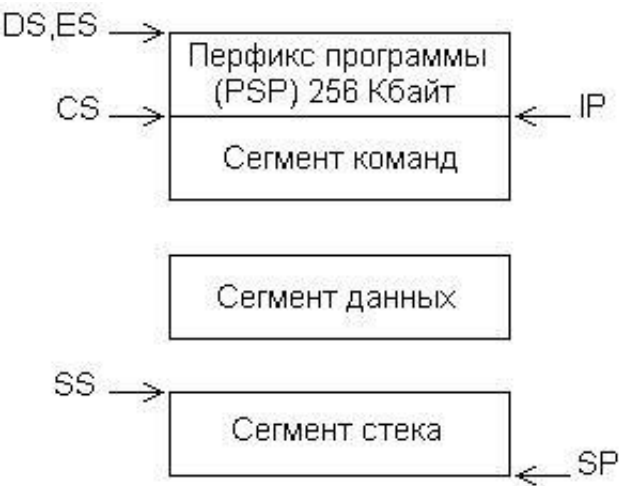 DS,ES
Перфикс программы
(PSP) 256 Кбайт
CS
IP
Сегмент команд
Сегмент данных
SS
Сегмент стека
SP